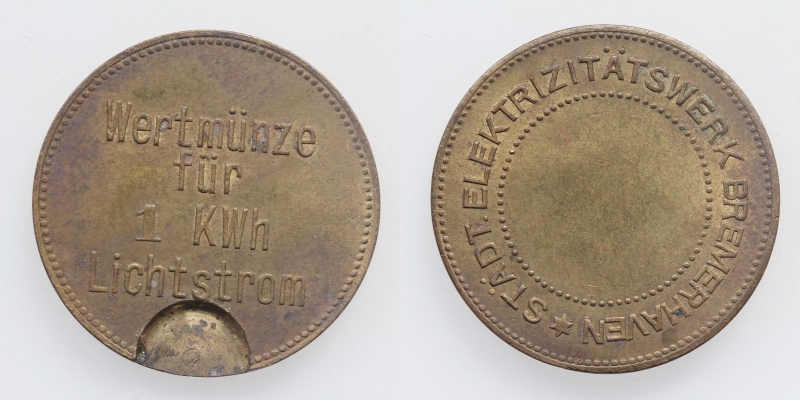 Wertmünze
für
1 KWh
Lichtstrom
STÄDT. ELEKTRIZITÄTSWERK BREMERHAVEN